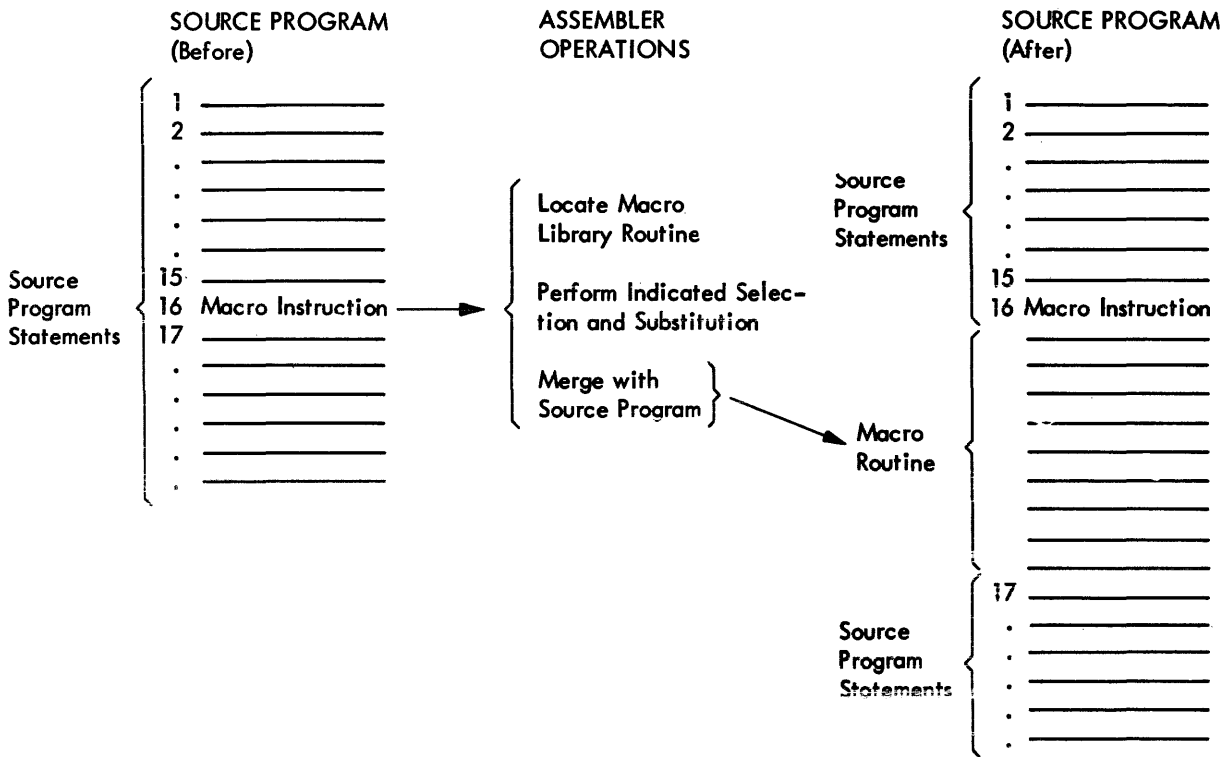 SOURCE PROGRAM
(Before)
Source
Program
Statements
1
2
.
.
.
.
15
16 Macro Instruction
17
.
.
.
.
.
ASSEMBLER
OPERATIONS
Locate Macro
Library Routine
Perform Indicated Selec-
tion and Substitution
Merge with
Source Program
SOURCE PROGRAM
(After)
Source
Program
Statements
1
2
.
.
.
.
15
16 Macro Instruction
Macro
Routine
Source
Program
Statements
17
.
.
.
.
.